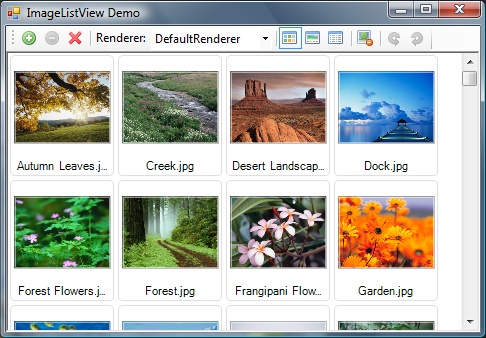 ImageListView Demo
Renderer: DefaultRenderer
Autumn Leaves.j...
Creek.jpg
Desert Landscap...
Dock.jpg
Forest Flowers.j...
Forest.jpg
Frangipani Flow...
Garden.jpg